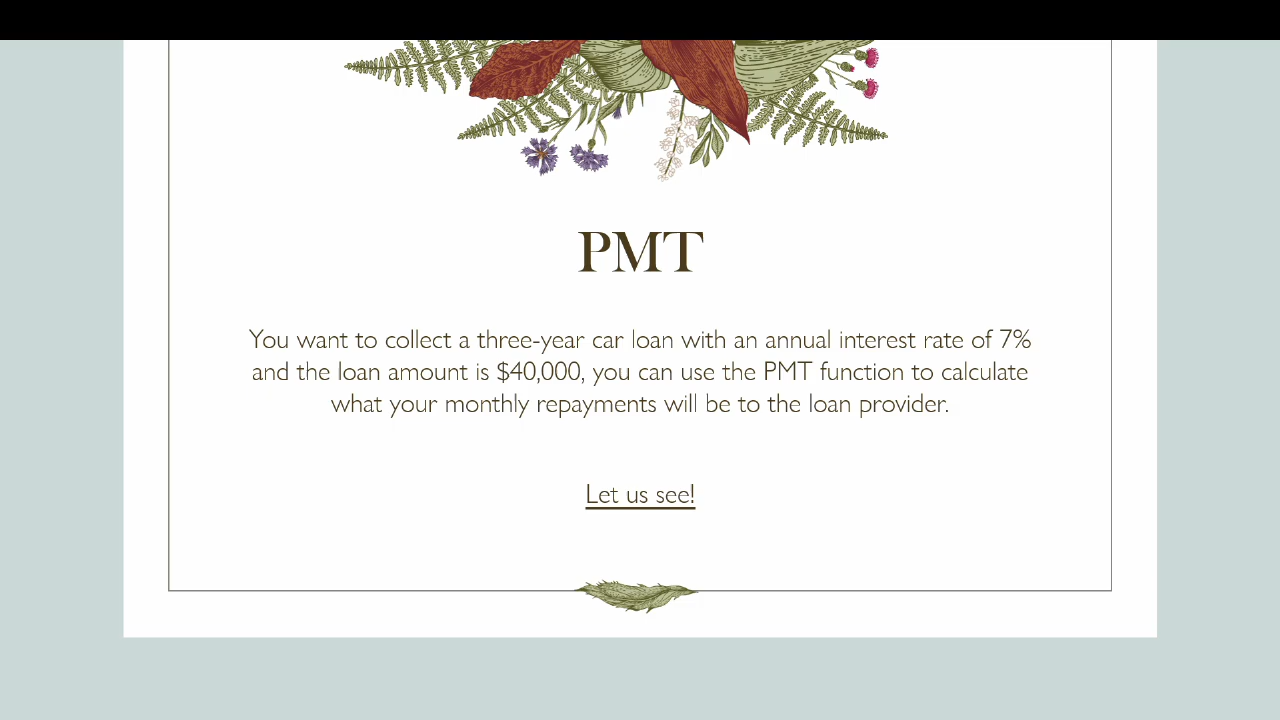 PMT
You want to collect a three-year car loan with an annual interest rate of 7%
and the loan amount is $40,000, you can use the PMT function to calculate
what your monthly repayments will be to the loan provider.
Let us see!